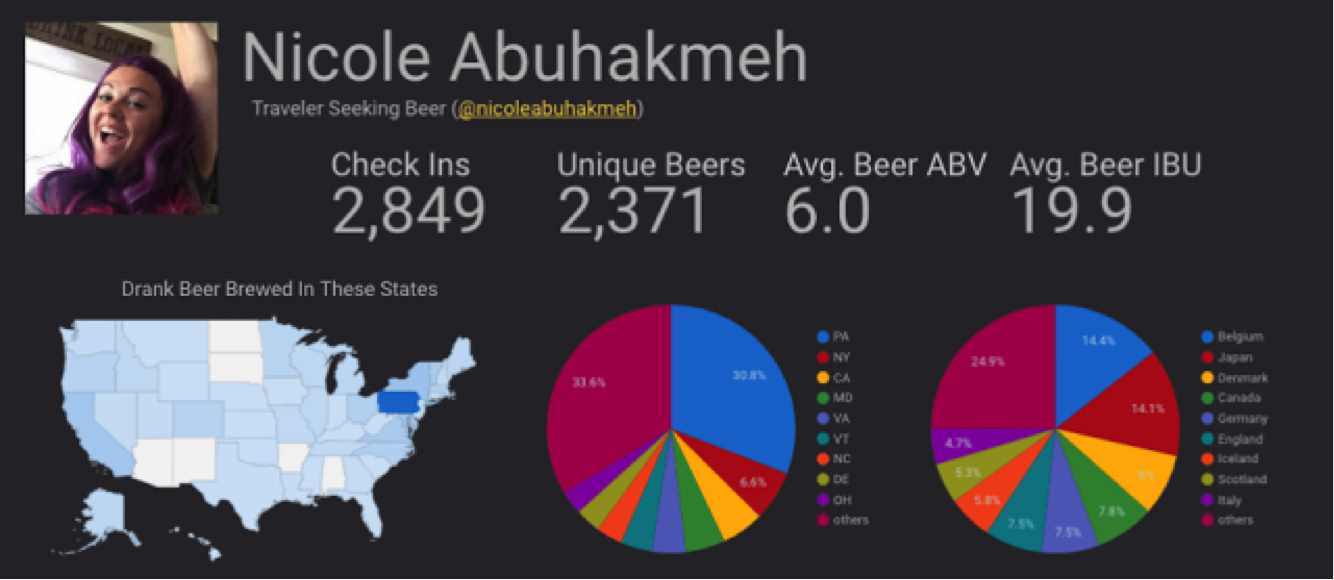 DRINK LOCAL
Nicole Abuhakmeh
Traveler Seeking Beer (@nicoleabuhakmeh)
Check Ins
2,849
Unique Beers
2,371
Avg. Beer ABV
6.0
Avg. Beer IBU
19.9
Drank Beer Brewed In These States
33.6%
30.8%
6.6%
PA
NY
CA
MD
VA
VT
NC
DE
OH
others
14.4%
14.1%
8%
7.8%
7.5%
7.5%
5.8%
5.3%
4.7%
24.9%
Belgium
Japan
Denmark
Canada
Germany
England
Iceland
Scotland
Italy
others